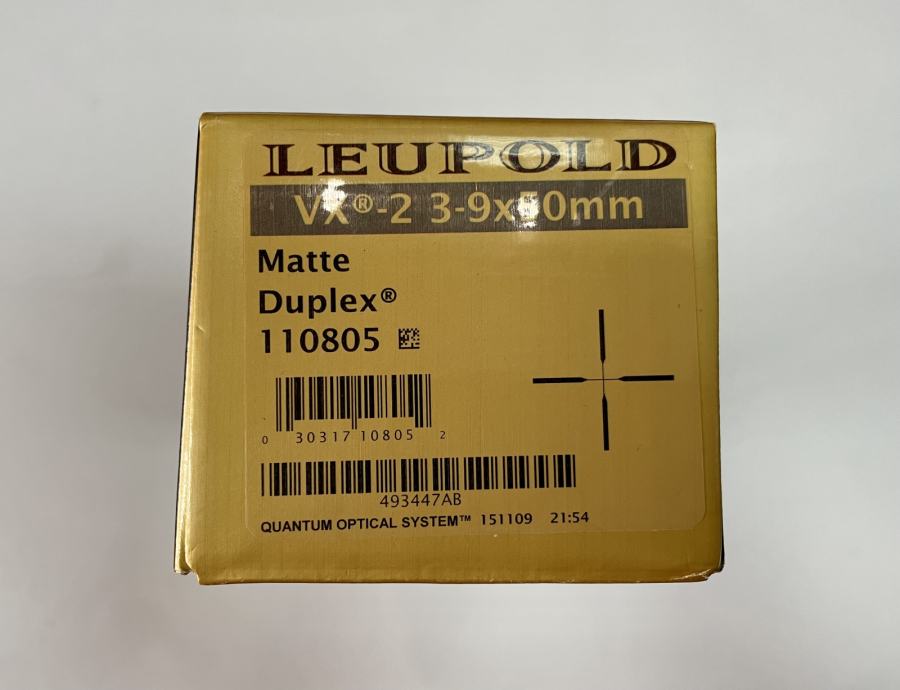 LEUPOLD
VX®-2 3-9x50mm
Matte
Duplex®
110805
0 30317 10805 2
493447AB
QUANTUM OPTICAL SYSTEM™ 151109 21:54